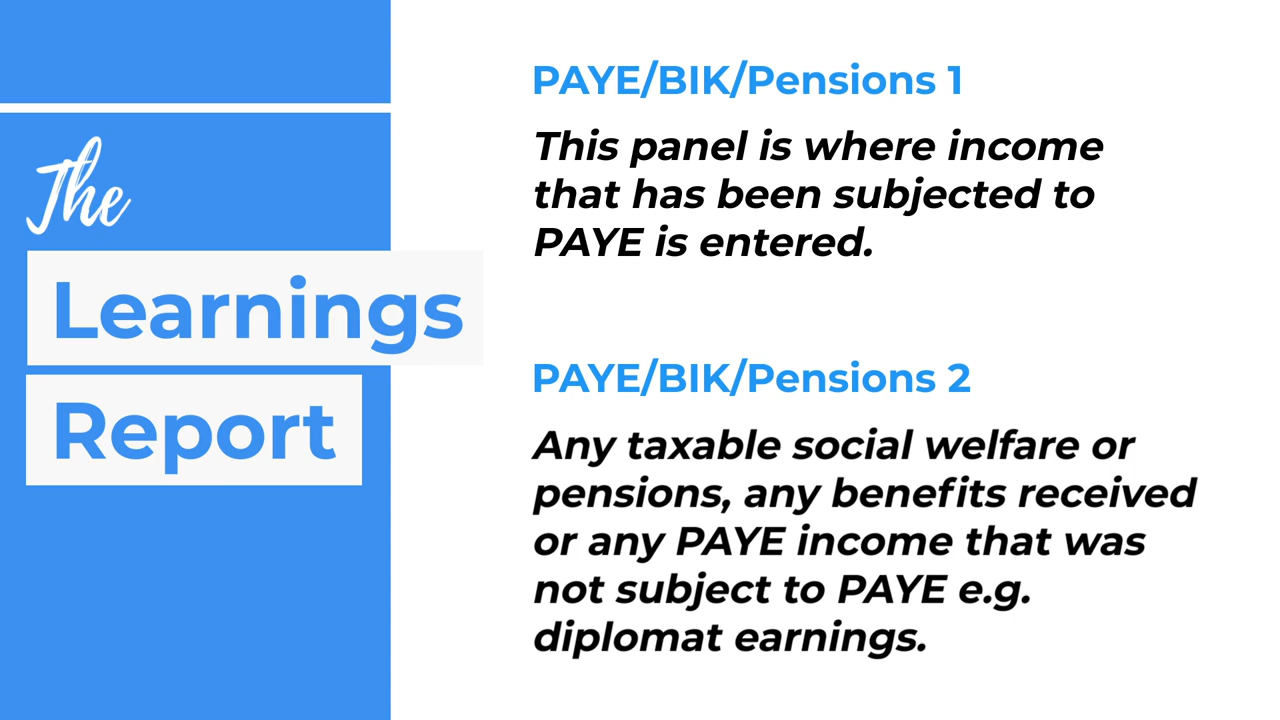 The
Learnings
Report
PAYE/BIK/Pensions 1
This panel is where income
that has been subjected to
PAYE is entered.
PAYE/BIK/Pensions 2
Any taxable social welfare or
pensions, any benefits received
or any PAYE income that was
not subject to PAYE e.g.
diplomat earnings.